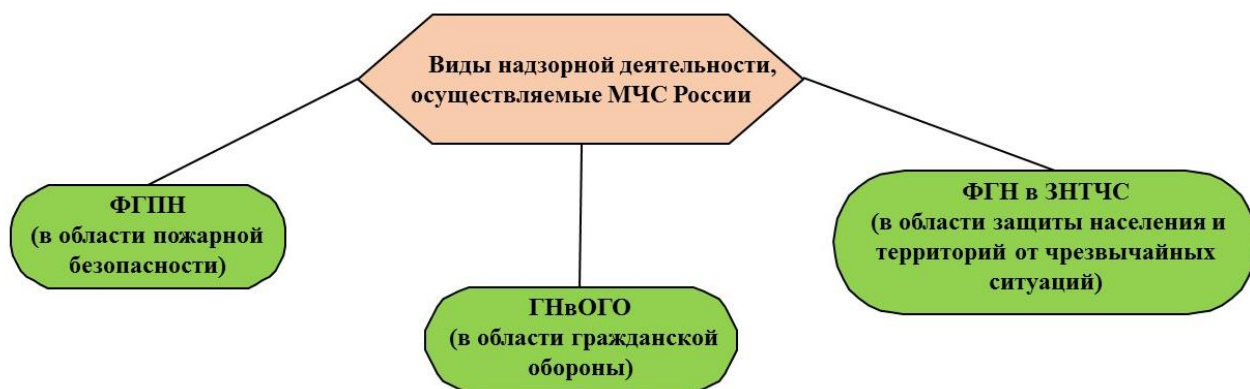 Виды надзорной деятельности,
осуществляемые МЧС России
ФГПН
(в области пожарной
безопасности)
ГНвОГО
(в области гражданской
обороны)
ФГН в ЗНТЧС
(в области защиты населения и
территорий от чрезвычайных
ситуаций)